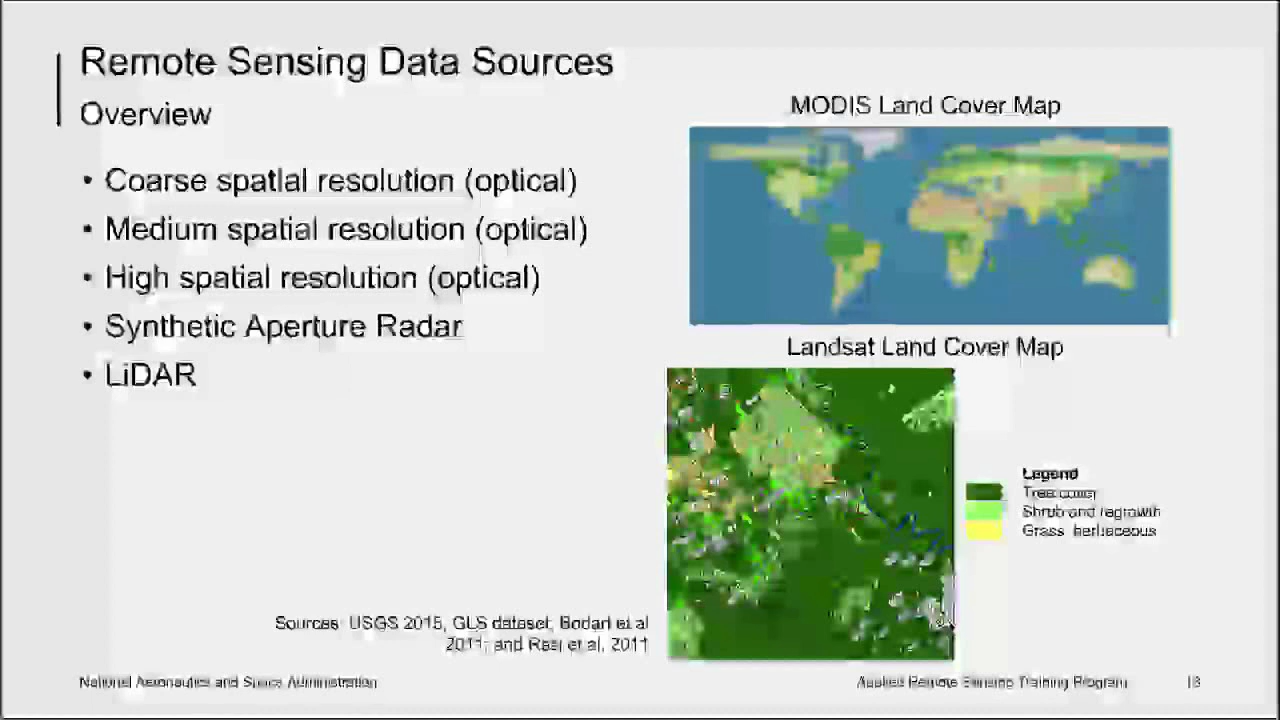 Remote Sensing Data Sources
Overview
• Coarse spatial resolution (optical)
• Medium spatial resolution (optical)
• High spatial resolution (optical)
• Synthetic Aperture Radar
• LiDAR
MODIS Land Cover Map
Landsat Land Cover Map
Legend
Tree cover
Shrub and regrowth
Grass herbaceous
Sources: USGS 2015, GLS dataset; et al
2011; and et al, 2011
National Aeronautics and Space Administration
Applied Remote Sensing Training Program